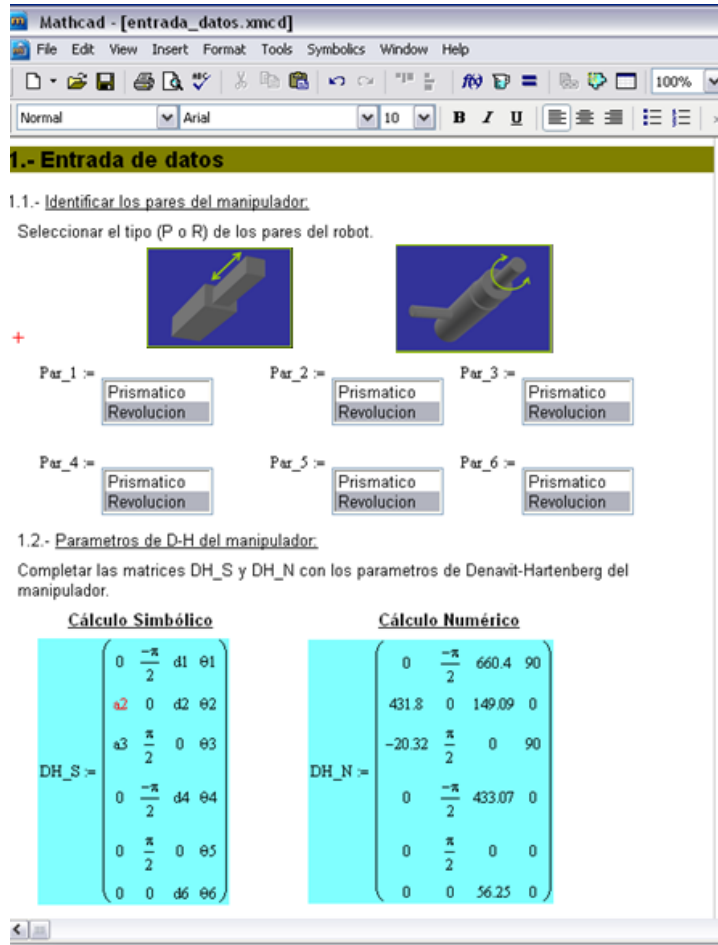 Mathcad - [entrada_datos.xmcd]
File Edit View Insert Format Tools Symbolics Window Help
100%
Normal Arial 10 B I U
1.- Entrada de datos
1.1.- Identificar los pares del manipulador:
Seleccionar el tipo (P o R) de los pares del robot.
Par_1 := Par_2 := Par_3 :=
Prismatico Prismatico Prismatico
Revolucion Revolucion Revolucion
Par_4 := Par_5 := Par_6 :=
Prismatico Prismatico Prismatico
Revolucion Revolucion Revolucion
1.2.- Parametros de D-H del manipulador:
Completar las matrices DH_S y DH_N con los parametros de Denavit-Hartenberg del
manipulador.
Cálculo Simbólico Cálculo Numérico
DH_S :=
0 -π/2 d1 θ1
a2 0 d2 θ2
a3 π/2 0 θ3
0 -π/2 d4 θ4
0 π/2 0 θ5
0 0 d6 θ6
DH_N :=
0 -π/2 660.4 90
431.8 0 149.09 0
-20.32 π/2 0 90
0 -π/2 433.07 0
0 π/2 0 0
0 0 56.25 0